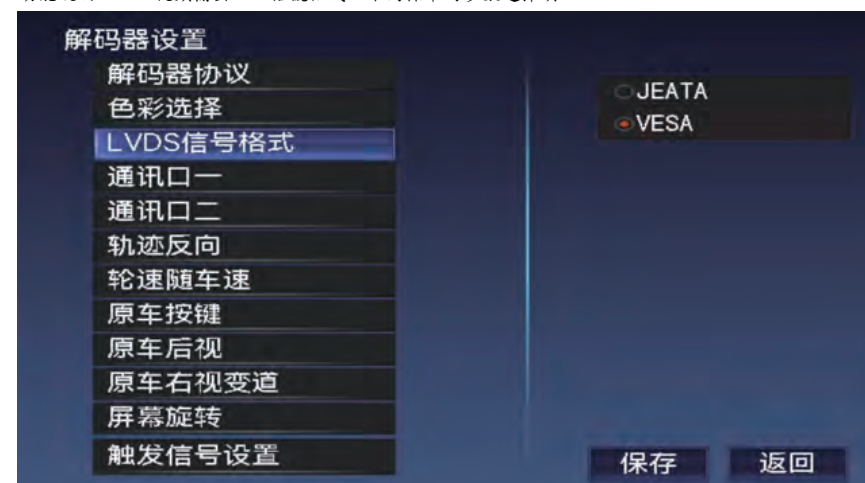 解码器设置
解码器协议
色彩选择
LVDS信号格式
通讯口一
通讯口二
轨迹反向
轮速随车速
原车按键
原车后视
原车右视变道
屏幕旋转
触发信号设置
JEATA
VESA
保存
返回